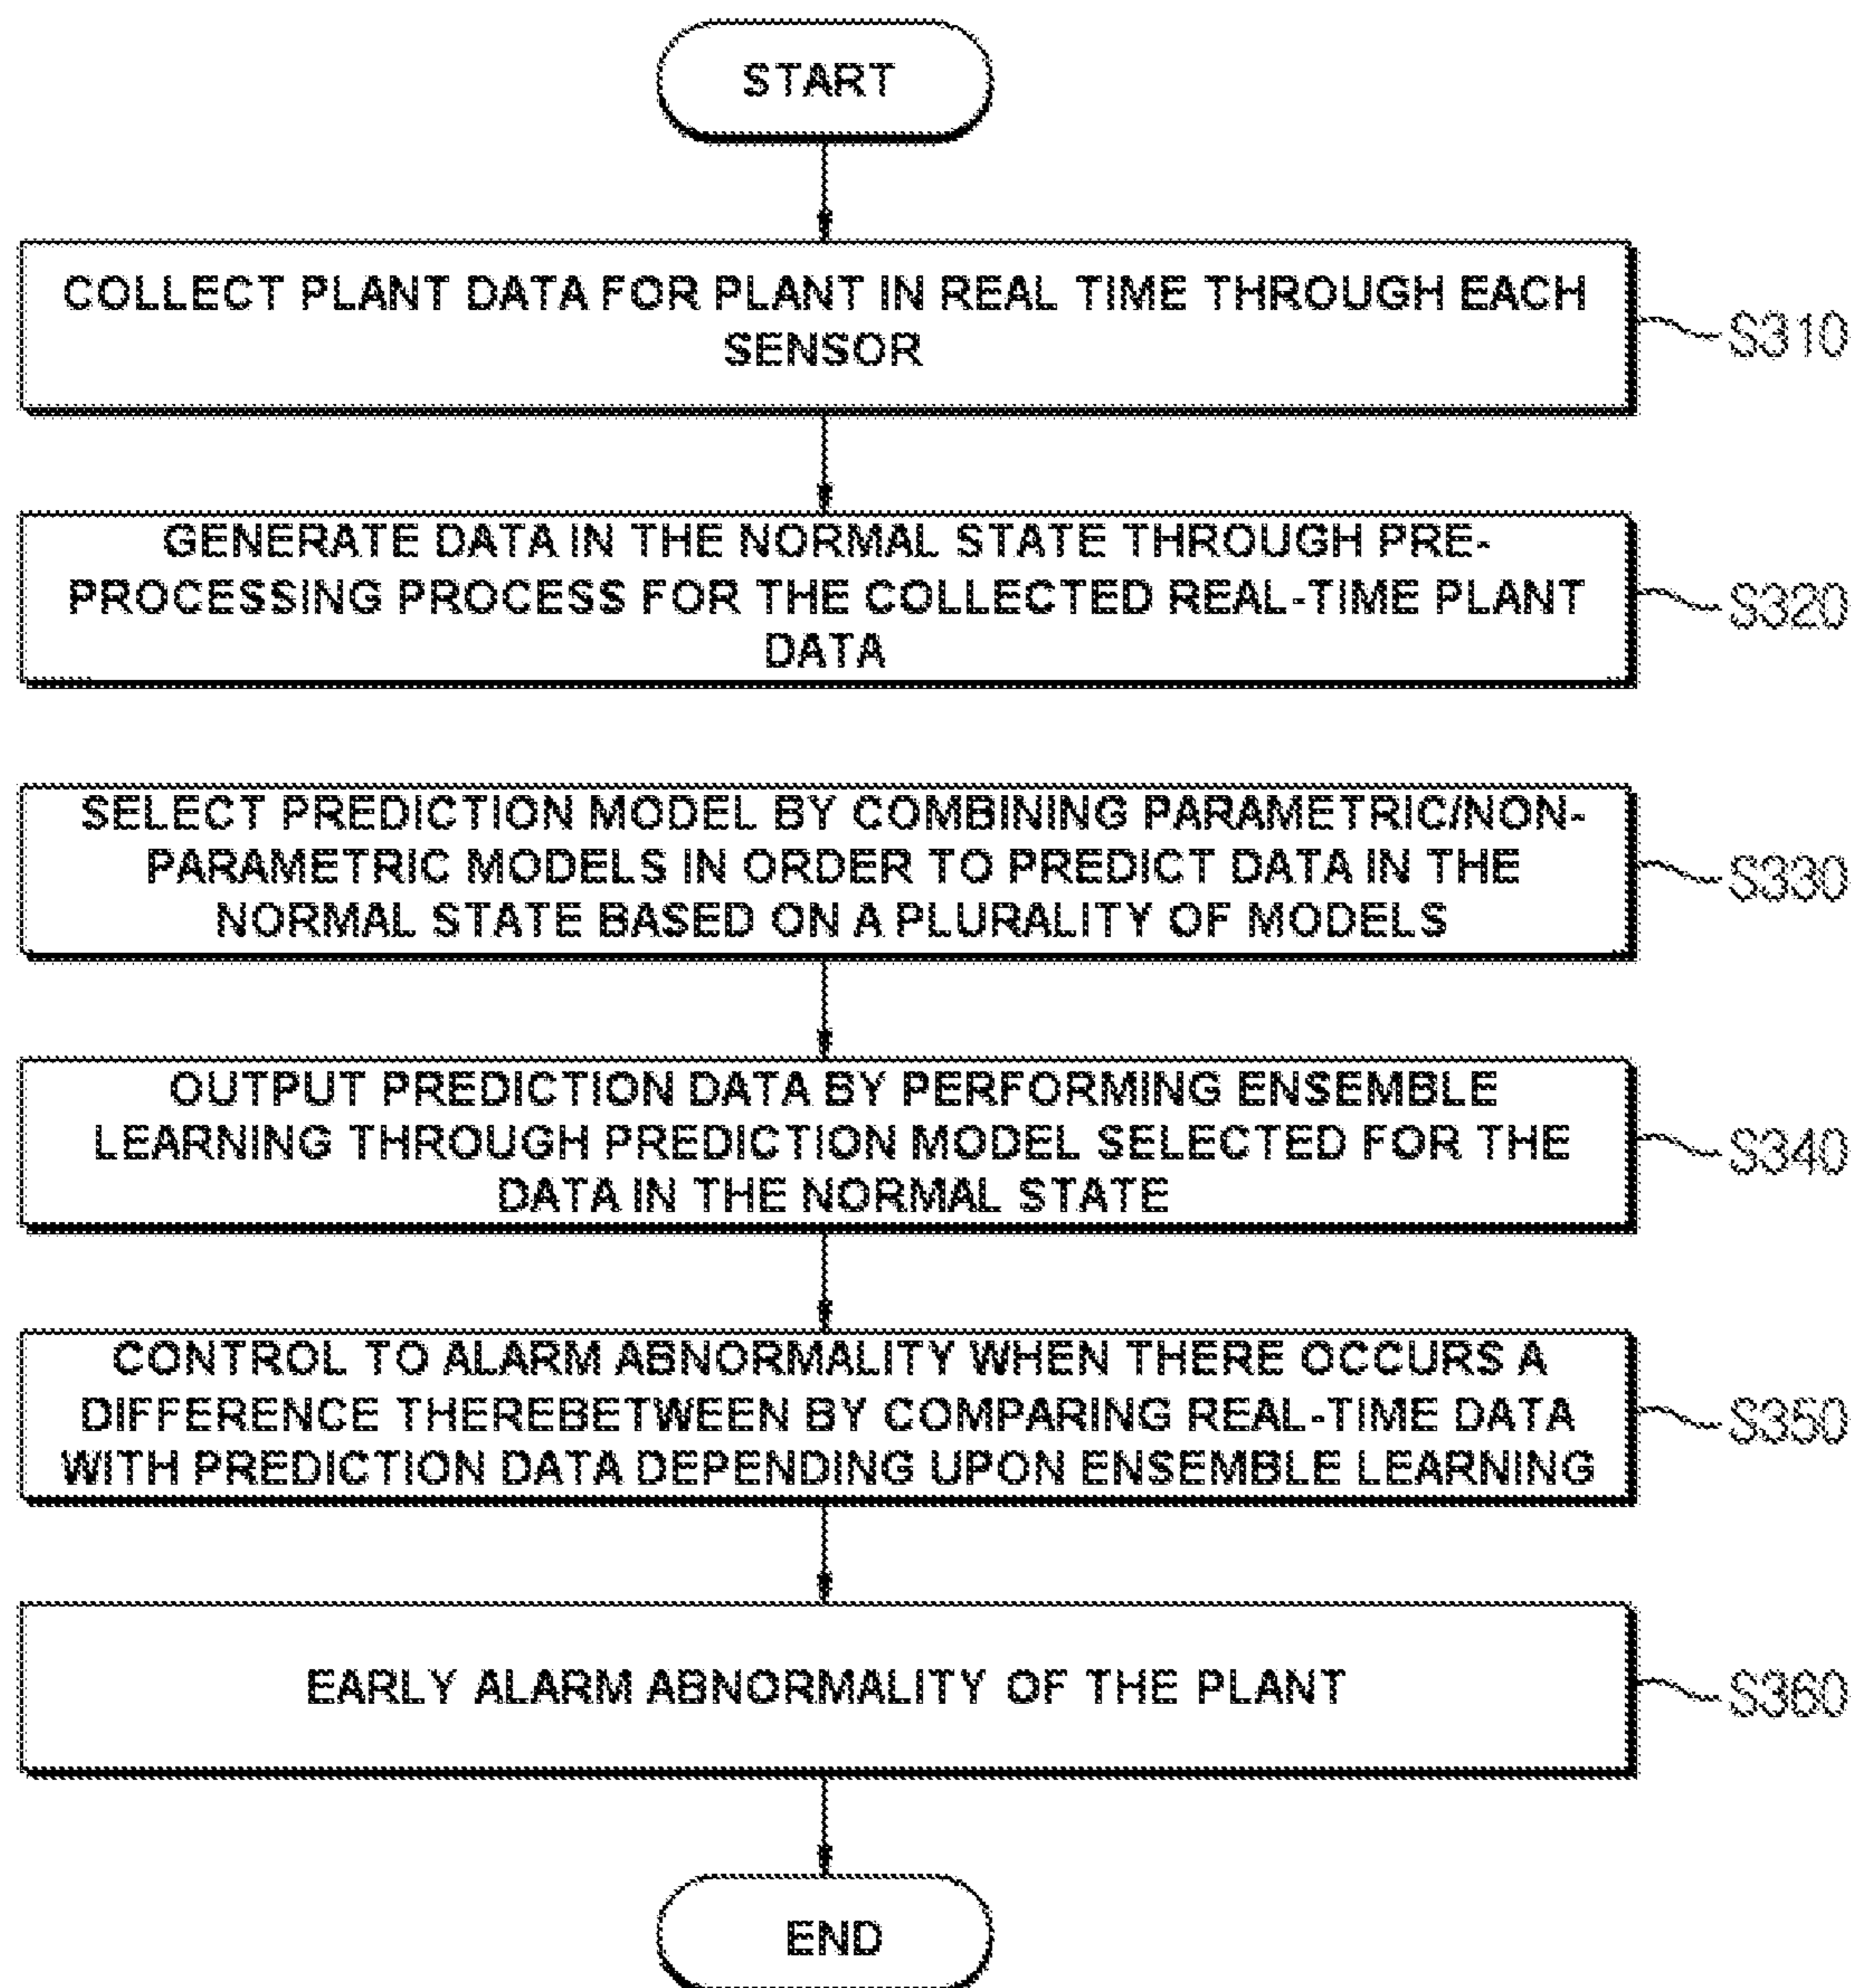 START
COLLECT PLANT DATA FOR PLANT IN REAL TIME THROUGH EACH
SENSOR
S310
GENERATE DATA IN THE NORMAL STATE THROUGH PRE-
PROCESSING PROCESS FOR THE COLLECTED REAL-TIME PLANT
DATA
S320
SELECT PREDICTION MODEL BY COMBINING PARAMETRIC/NON-
PARAMETRIC MODELS IN ORDER TO PREDICT DATA IN THE
NORMAL STATE BASED ON A PLURALITY OF MODELS
S330
OUTPUT PREDICTION DATA BY PERFORMING ENSEMBLE
LEARNING THROUGH PREDICTION MODEL SELECTED FOR THE
DATA IN THE NORMAL STATE
S340
CONTROL TO ALARM ABNORMALITY WHEN THERE OCCURS A
DIFFERENCE THEREBETWEEN BY COMPARING REAL-TIME DATA
WITH PREDICTION DATA DEPENDING UPON ENSEMBLE LEARNING
S350
EARLY ALARM ABNORMALITY OF THE PLANT
S360
END